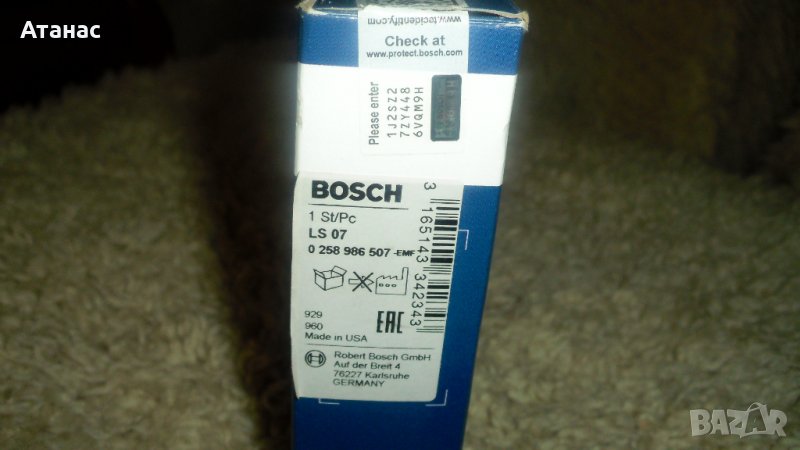 Атанас
www.tecidentify.com
Check at
www.protect.bosch.com
Please enter
1J2SZ2
7ZY448
6VQM9H
BOSCH
1 St/Pc
LS 07
0 258 986 507 -EMF
3 165143 342343
929
960
EAC
Made in USA
Robert Bosch GmbH
Auf der Breit 4
76227 Karlsruhe
GERMANY
BAZAR